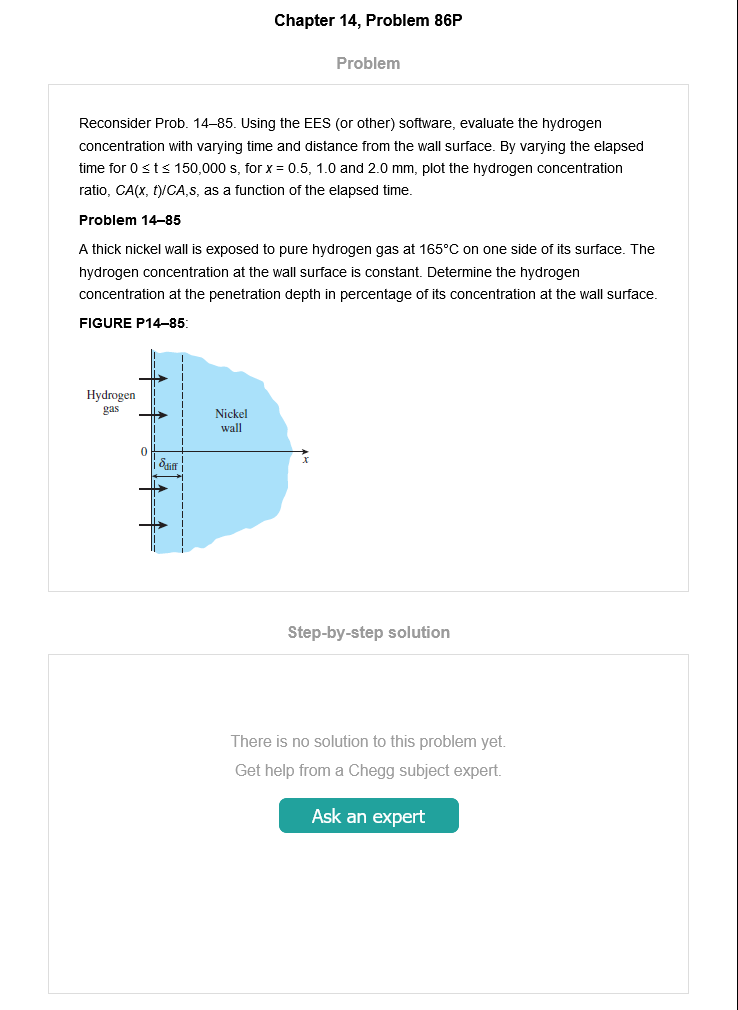 Chapter 14, Problem 86P
Problem
Reconsider Prob. 14–85. Using the EES (or other) software, evaluate the hydrogen
concentration with varying time and distance from the wall surface. By varying the elapsed
time for 0 ≤ t ≤ 150,000 s, for x = 0.5, 1.0 and 2.0 mm, plot the hydrogen concentration
ratio, CA(x, t)/CA,s, as a function of the elapsed time.
Problem 14–85
A thick nickel wall is exposed to pure hydrogen gas at 165°C on one side of its surface. The
hydrogen concentration at the wall surface is constant. Determine the hydrogen
concentration at the penetration depth in percentage of its concentration at the wall surface.
FIGURE P14–85:
Hydrogen
gas
Nickel
wall
0
x
δdiff
Step-by-step solution
There is no solution to this problem yet.
Get help from a Chegg subject expert.
Ask an expert